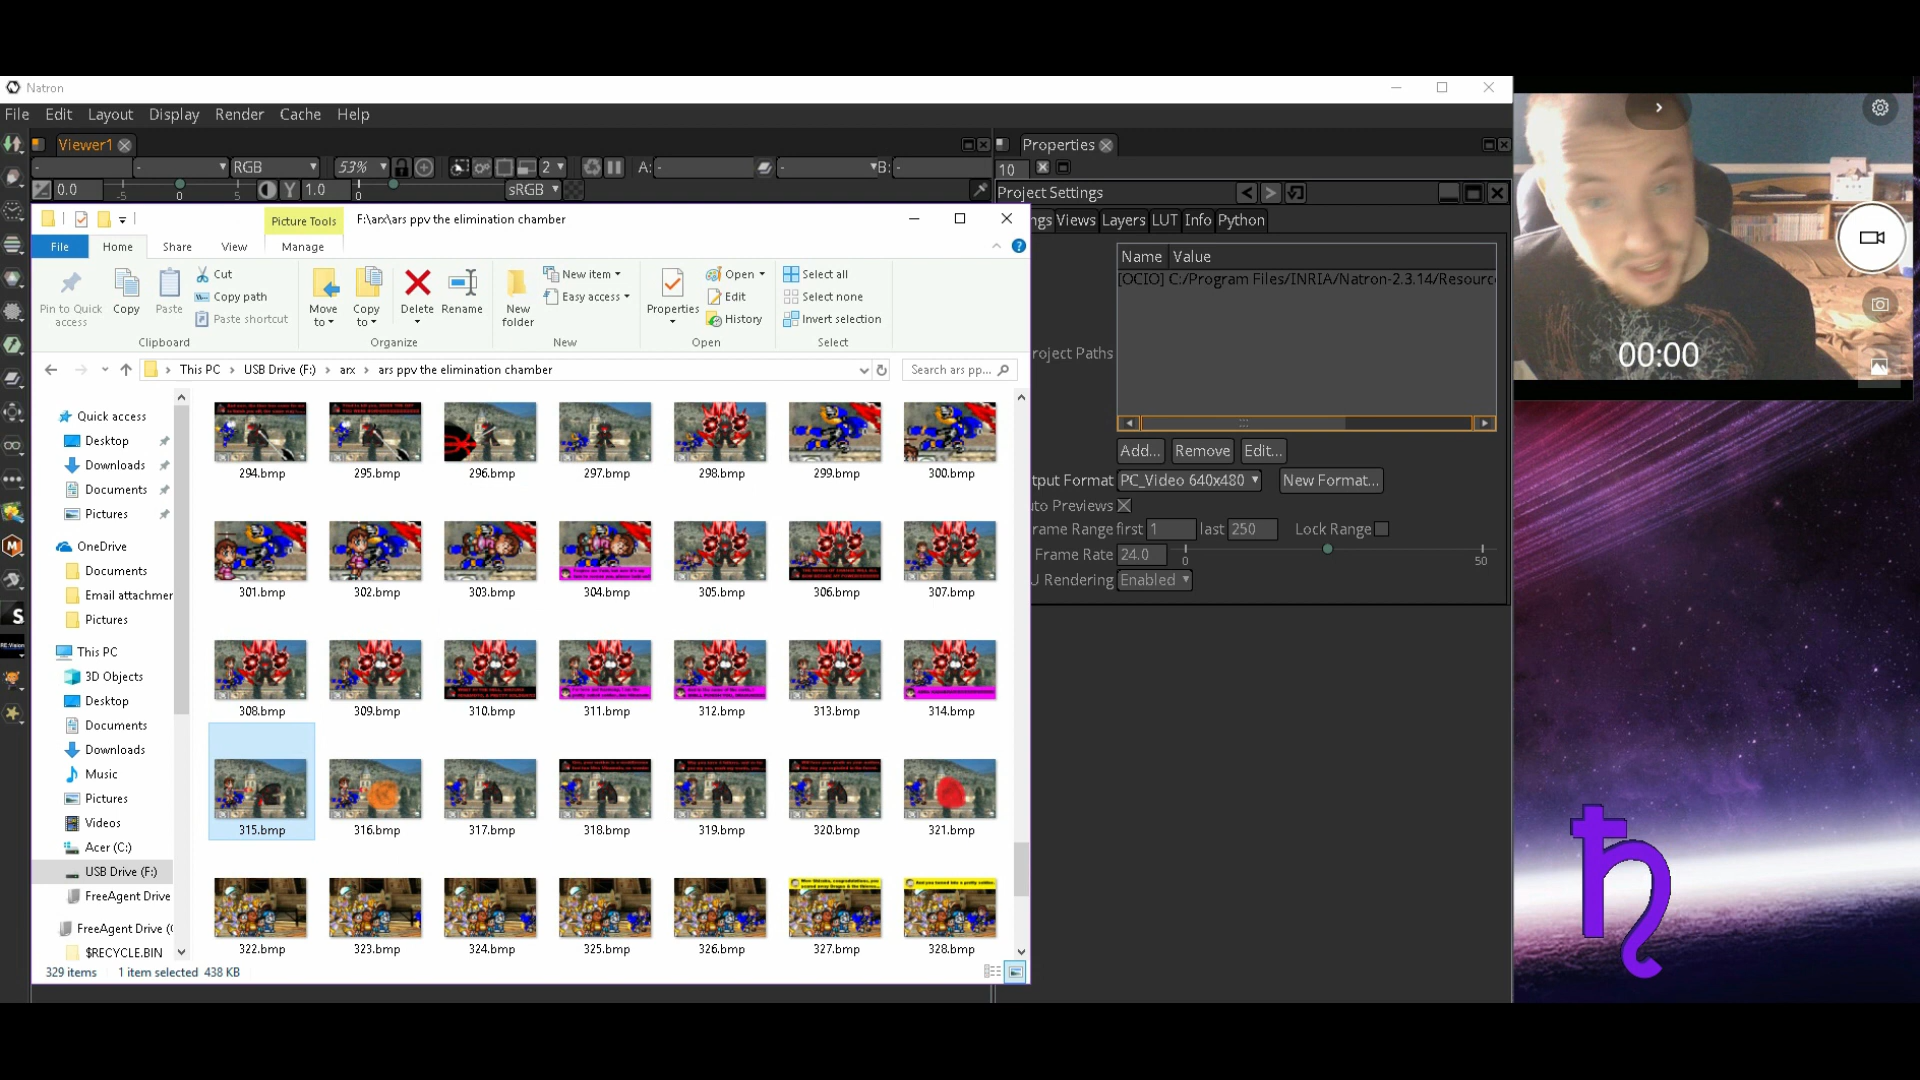 Natron
File Edit Layout Display Render Cache Help
Viewer1
Properties
- - RGB 53% 2 A: - - B: -
10
0.0 -5 0 5 Y 1.0 0 sRGB
Project Settings
Picture Tools F:\arx\ars ppv the elimination chamber
ngs Views Layers LUT Info Python
File Home Share View Manage
Name Value
[OCIO] C:/Program Files/INRIA/Natron-2.3.14/Resourc
Pin to Quick access
Copy
Paste
Cut
Copy path
Paste shortcut
Clipboard
Move to
Copy to
Delete
Rename
Organize
New folder
New item
Easy access
New
Properties
Open
Edit
History
Open
Select all
Select none
Invert selection
Select
roject Paths
00:00
This PC USB Drive (F:) arx ars ppv the elimination chamber
Search ars pp...
Add... Remove Edit...
tput Format PC_Video 640x480 New Format...
to Previews
rame Range first 1 last 250 Lock Range
Frame Rate 24.0 0 50
J Rendering Enabled
Quick access
Desktop
Downloads
Documents
Pictures
OneDrive
Documents
Email attachmer
Pictures
This PC
3D Objects
Desktop
Documents
Downloads
Music
Pictures
Videos
Acer (C:)
USB Drive (F:)
FreeAgent Drive
FreeAgent Drive (
$RECYCLE.BIN
294.bmp 295.bmp 296.bmp 297.bmp 298.bmp 299.bmp 300.bmp
301.bmp 302.bmp 303.bmp 304.bmp 305.bmp 306.bmp 307.bmp
308.bmp 309.bmp 310.bmp 311.bmp 312.bmp 313.bmp 314.bmp
315.bmp 316.bmp 317.bmp 318.bmp 319.bmp 320.bmp 321.bmp
322.bmp 323.bmp 324.bmp 325.bmp 326.bmp 327.bmp 328.bmp
329 items 1 item selected 438 KB